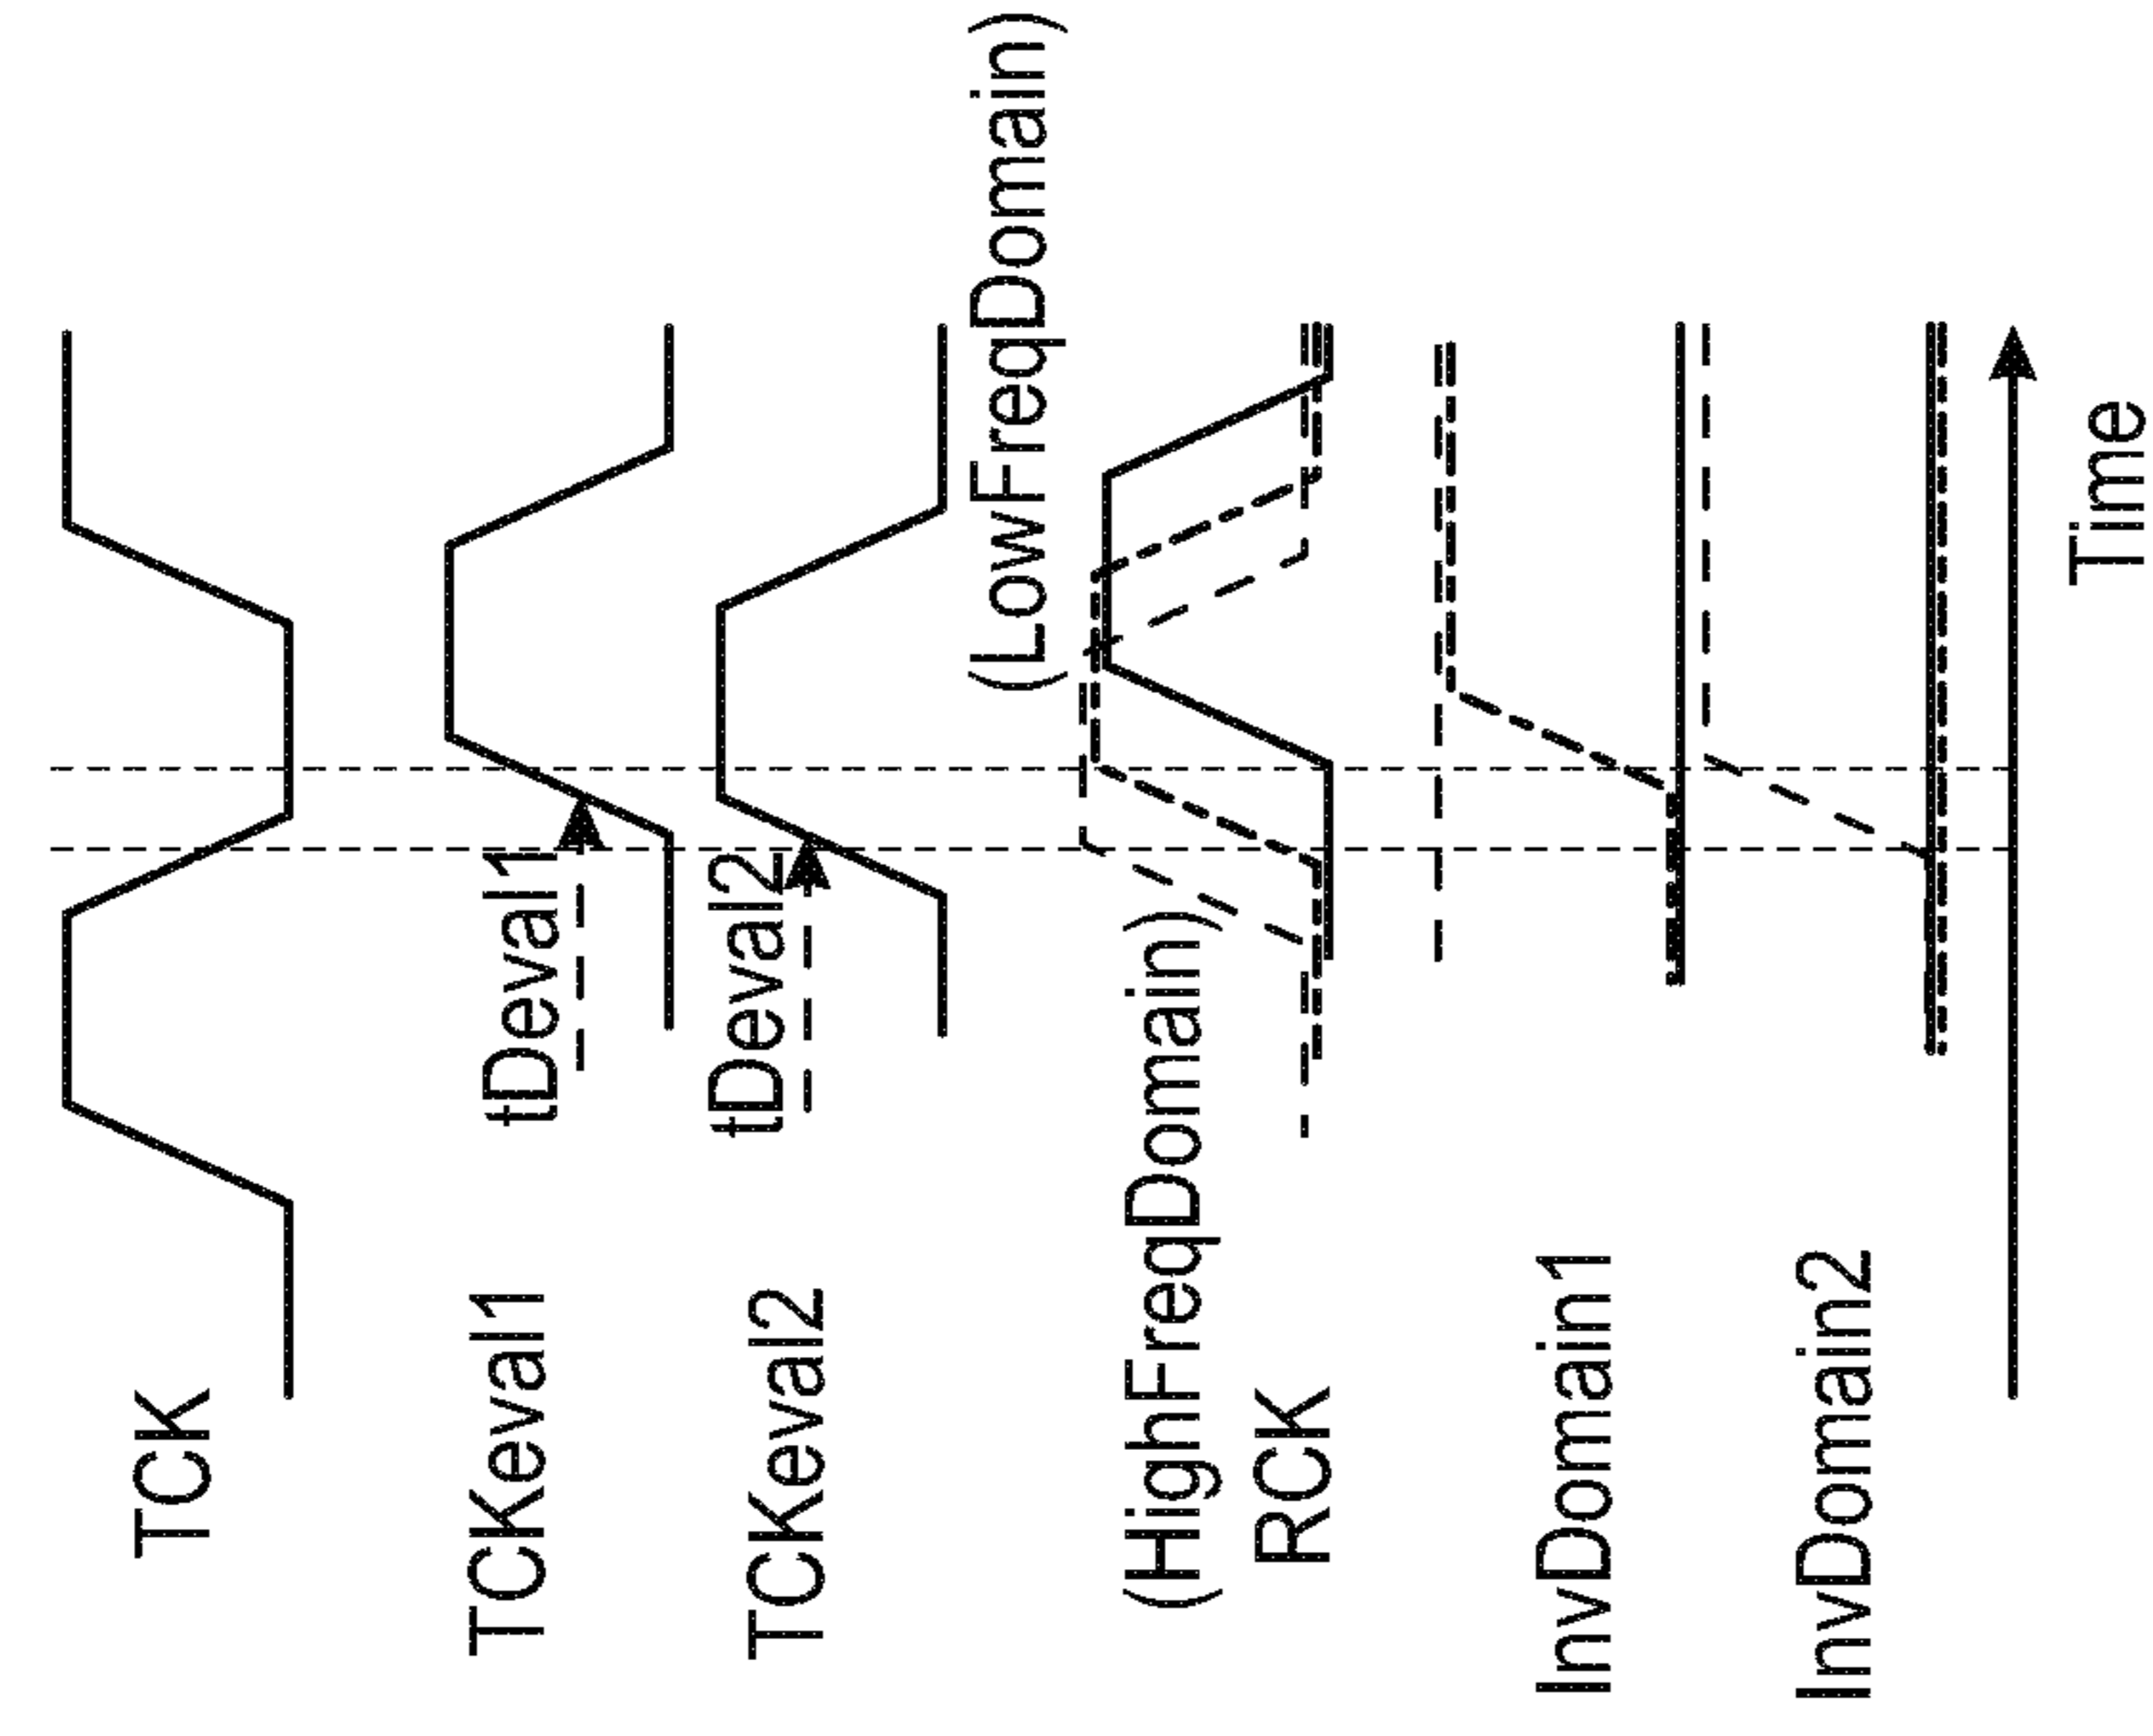 TCK
TCKeval1
tDeval1
TCKeval2
tDeval2
(LowFreqDomain)
(HighFreqDomain)
RCK
InvDomain1
InvDomain2
Time